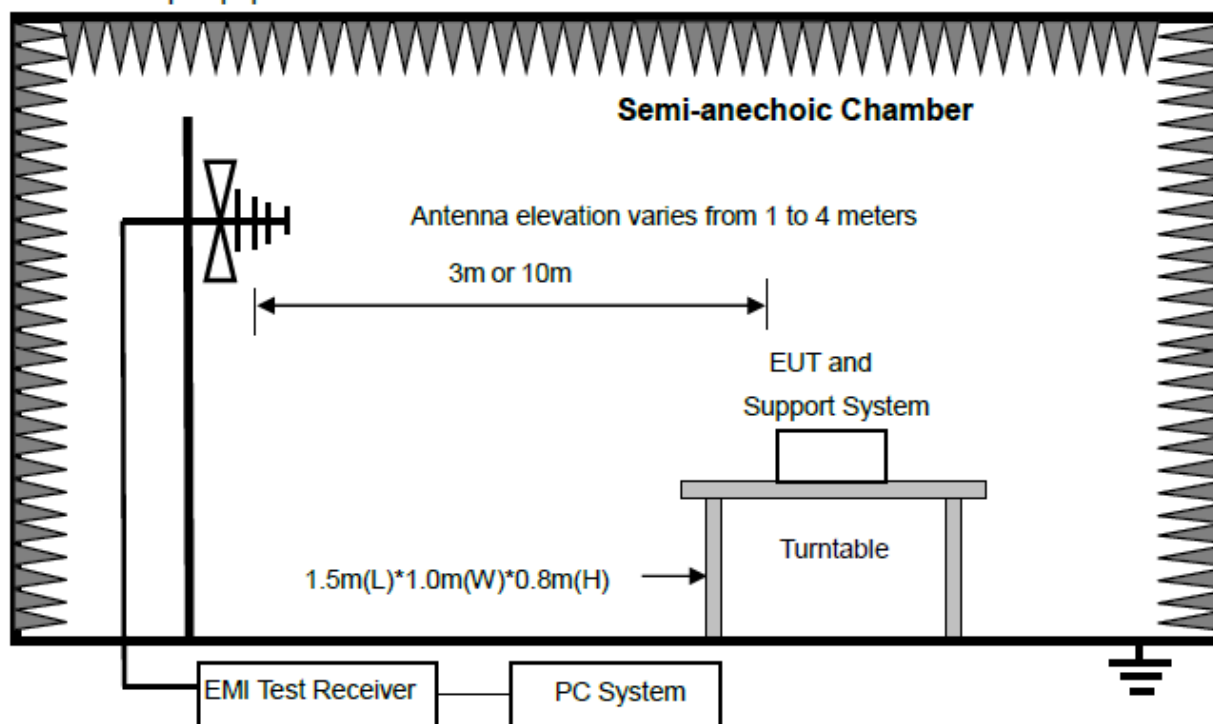 Semi-anechoic Chamber
Antenna elevation varies from 1 to 4 meters
3m or 10m
EUT and
Support System
Turntable
1.5m(L)*1.0m(W)*0.8m(H)
EMI Test Receiver
PC System